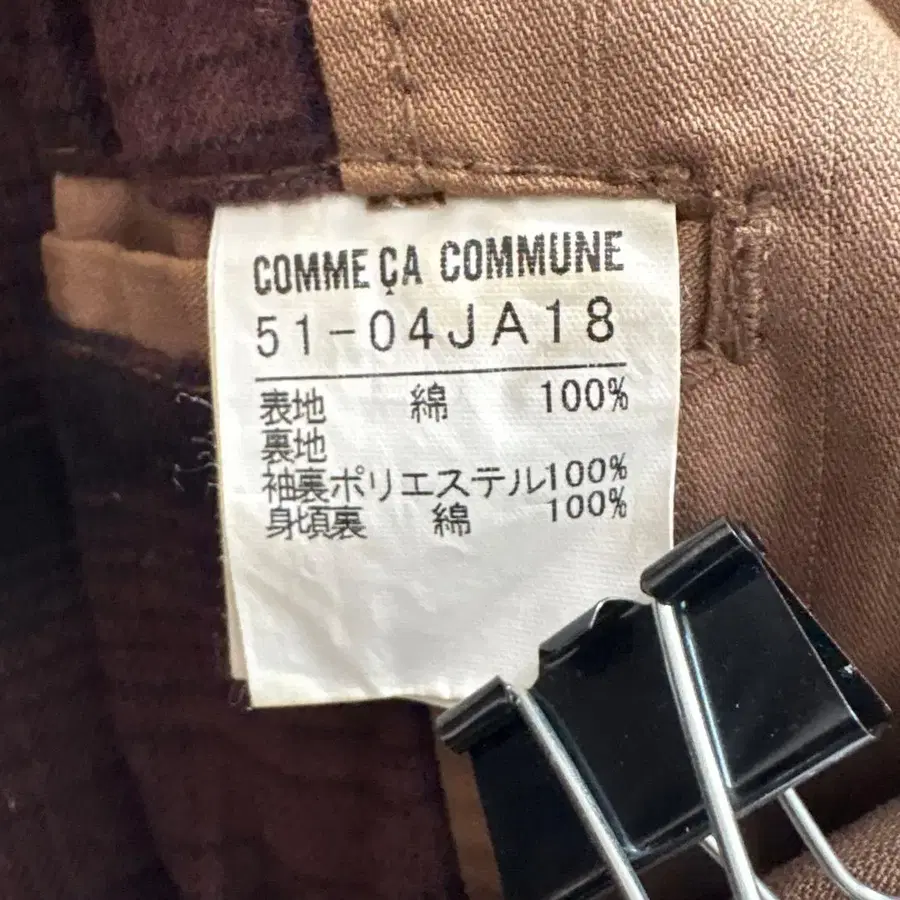 COMME ÇA COMMUNE
51-04JA18
表地 綿 100%
裏地
袖裏ポリエステル100%
身頃裏 綿 100%